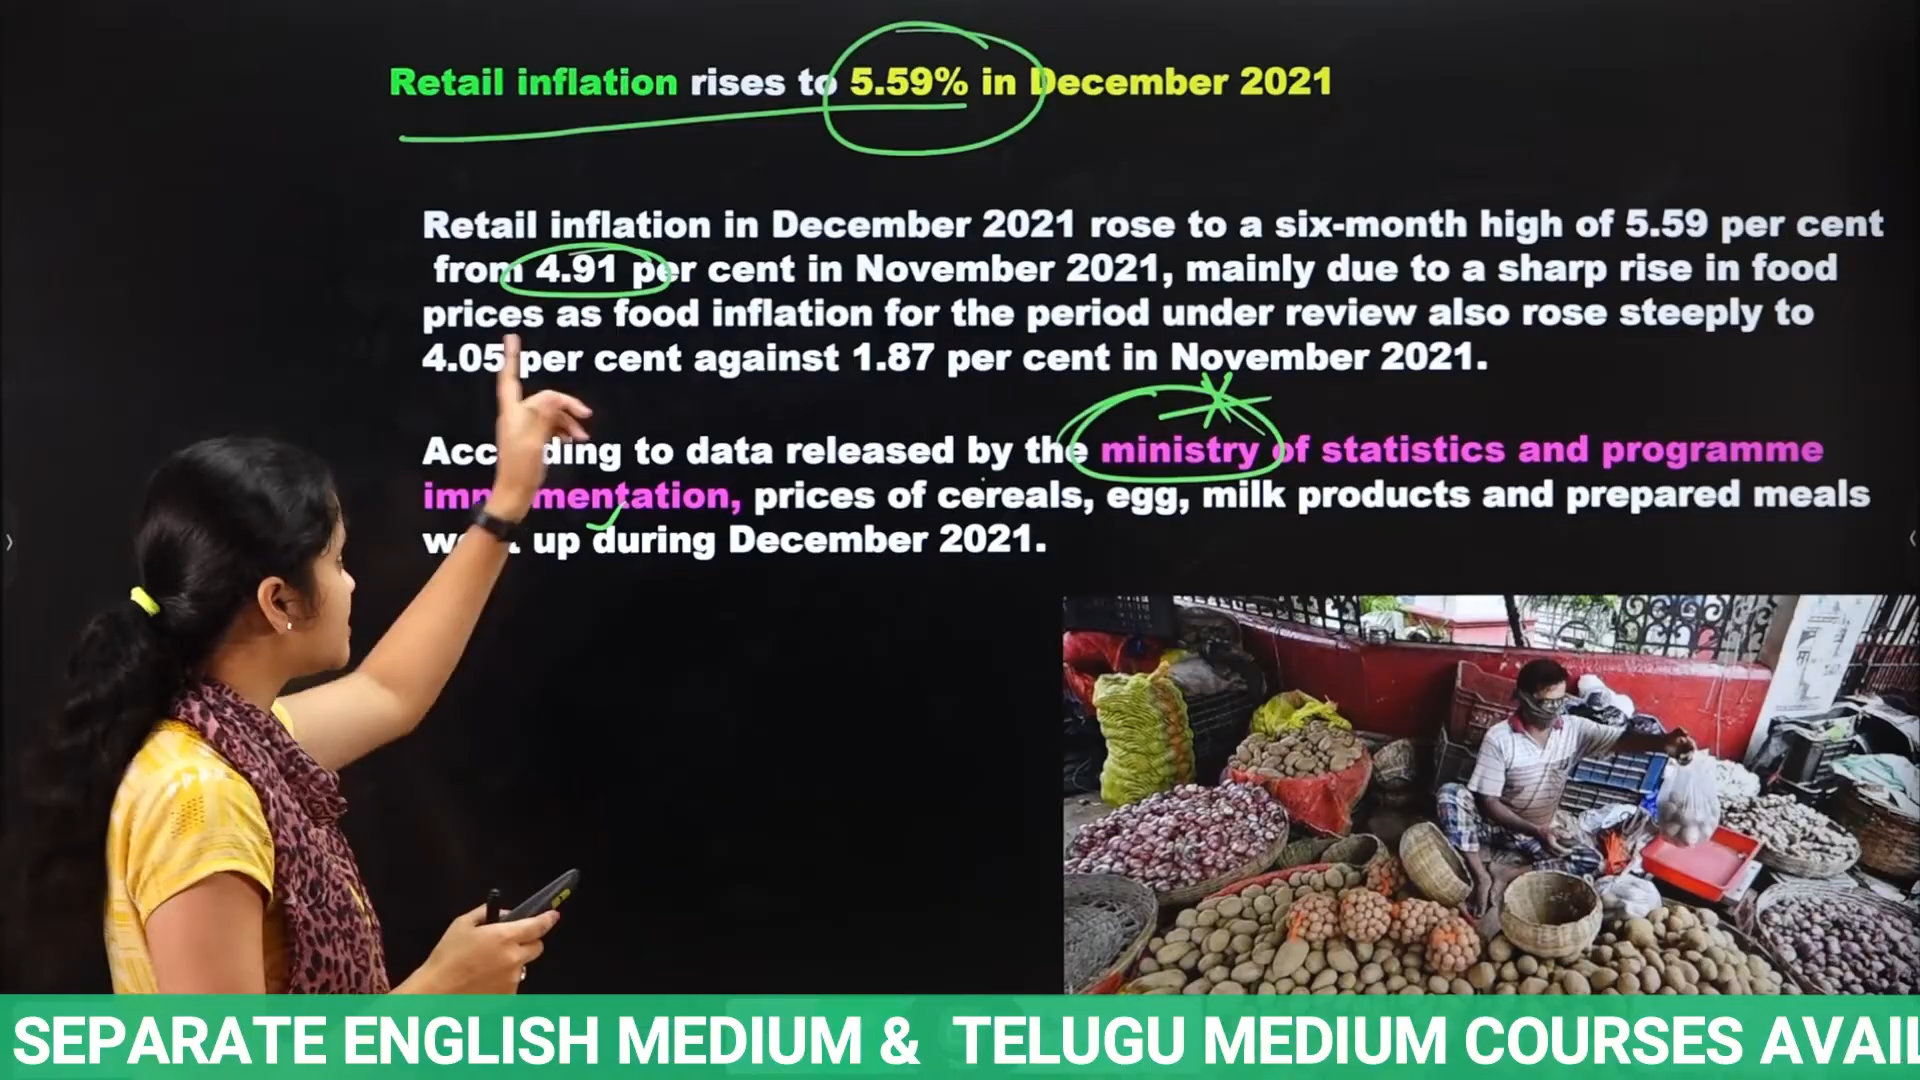 Retail inflation rises to 5.59% in December 2021
Retail inflation in December 2021 rose to a six-month high of 5.59 per cent
from 4.91 per cent in November 2021, mainly due to a sharp rise in food
prices as food inflation for the period under review also rose steeply to
4.05 per cent against 1.87 per cent in November 2021.
to data released by the ministry of statistics and programme
prices of cereals, egg, milk products and prepared meals
up during December 2021.
SEPARATE ENGLISH MEDIUM & TELUGU MEDIUM COURSES